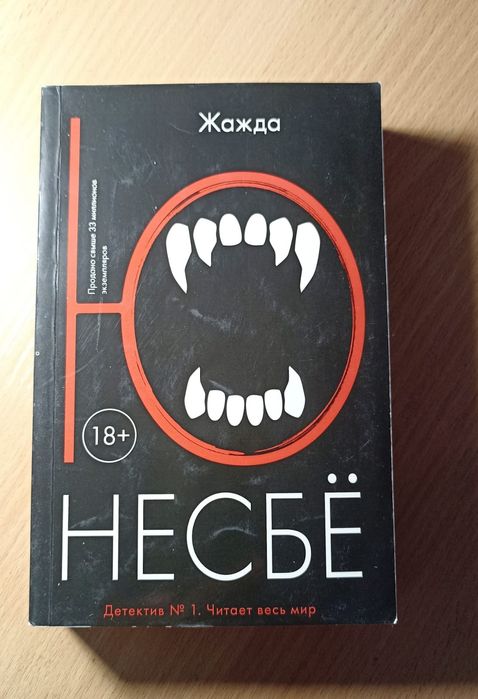 Жажда
Продано свыше 33 миллионов
экземпляров
Ю
18+
НЕСБЁ
Детектив № 1. Читает весь мир